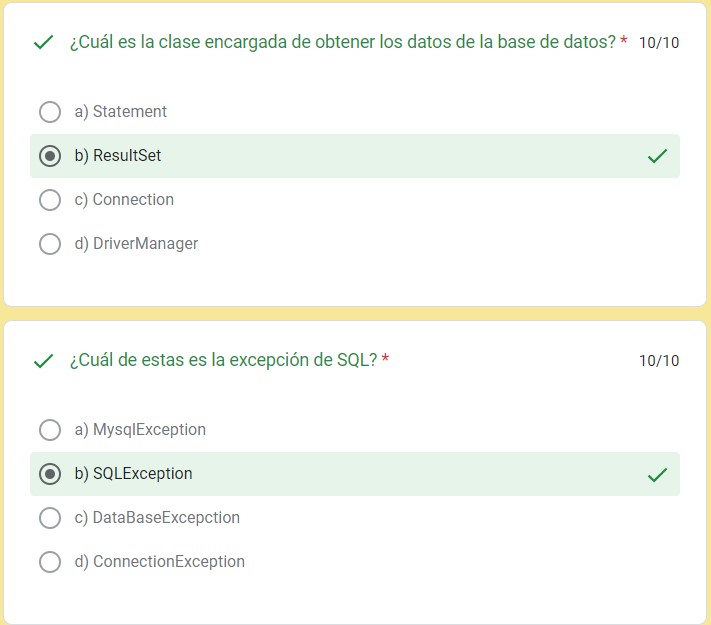 ¿Cuál es la clase encargada de obtener los datos de la base de datos? * 10/10
a) Statement
b) ResultSet
c) Connection
d) DriverManager
¿Cuál de estas es la excepción de SQL? * 10/10
a) MysqlException
b) SQLException
c) DataBaseExcepction
d) ConnectionException